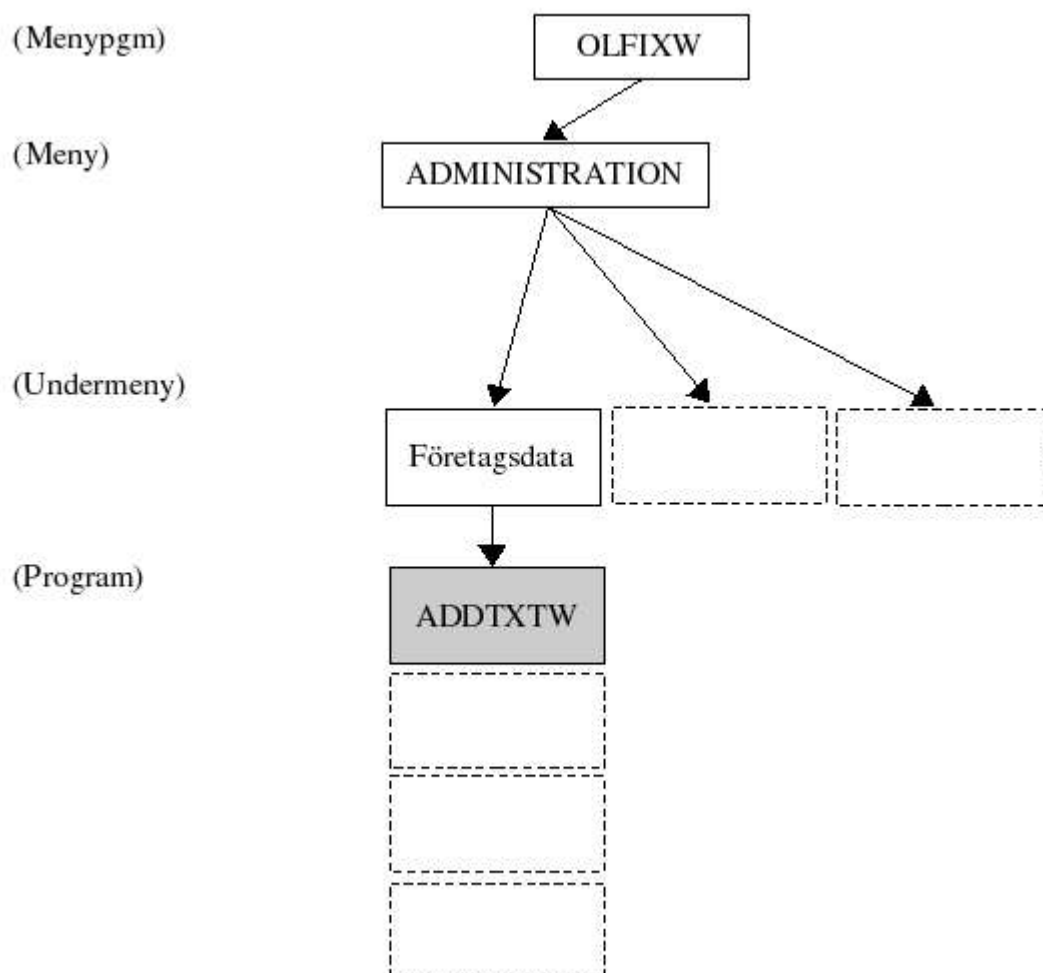 (Menypgm)
OLFIXW
(Meny)
ADMINISTRATION
(Undermeny)
Företagsdata
(Program)
ADDTXTW